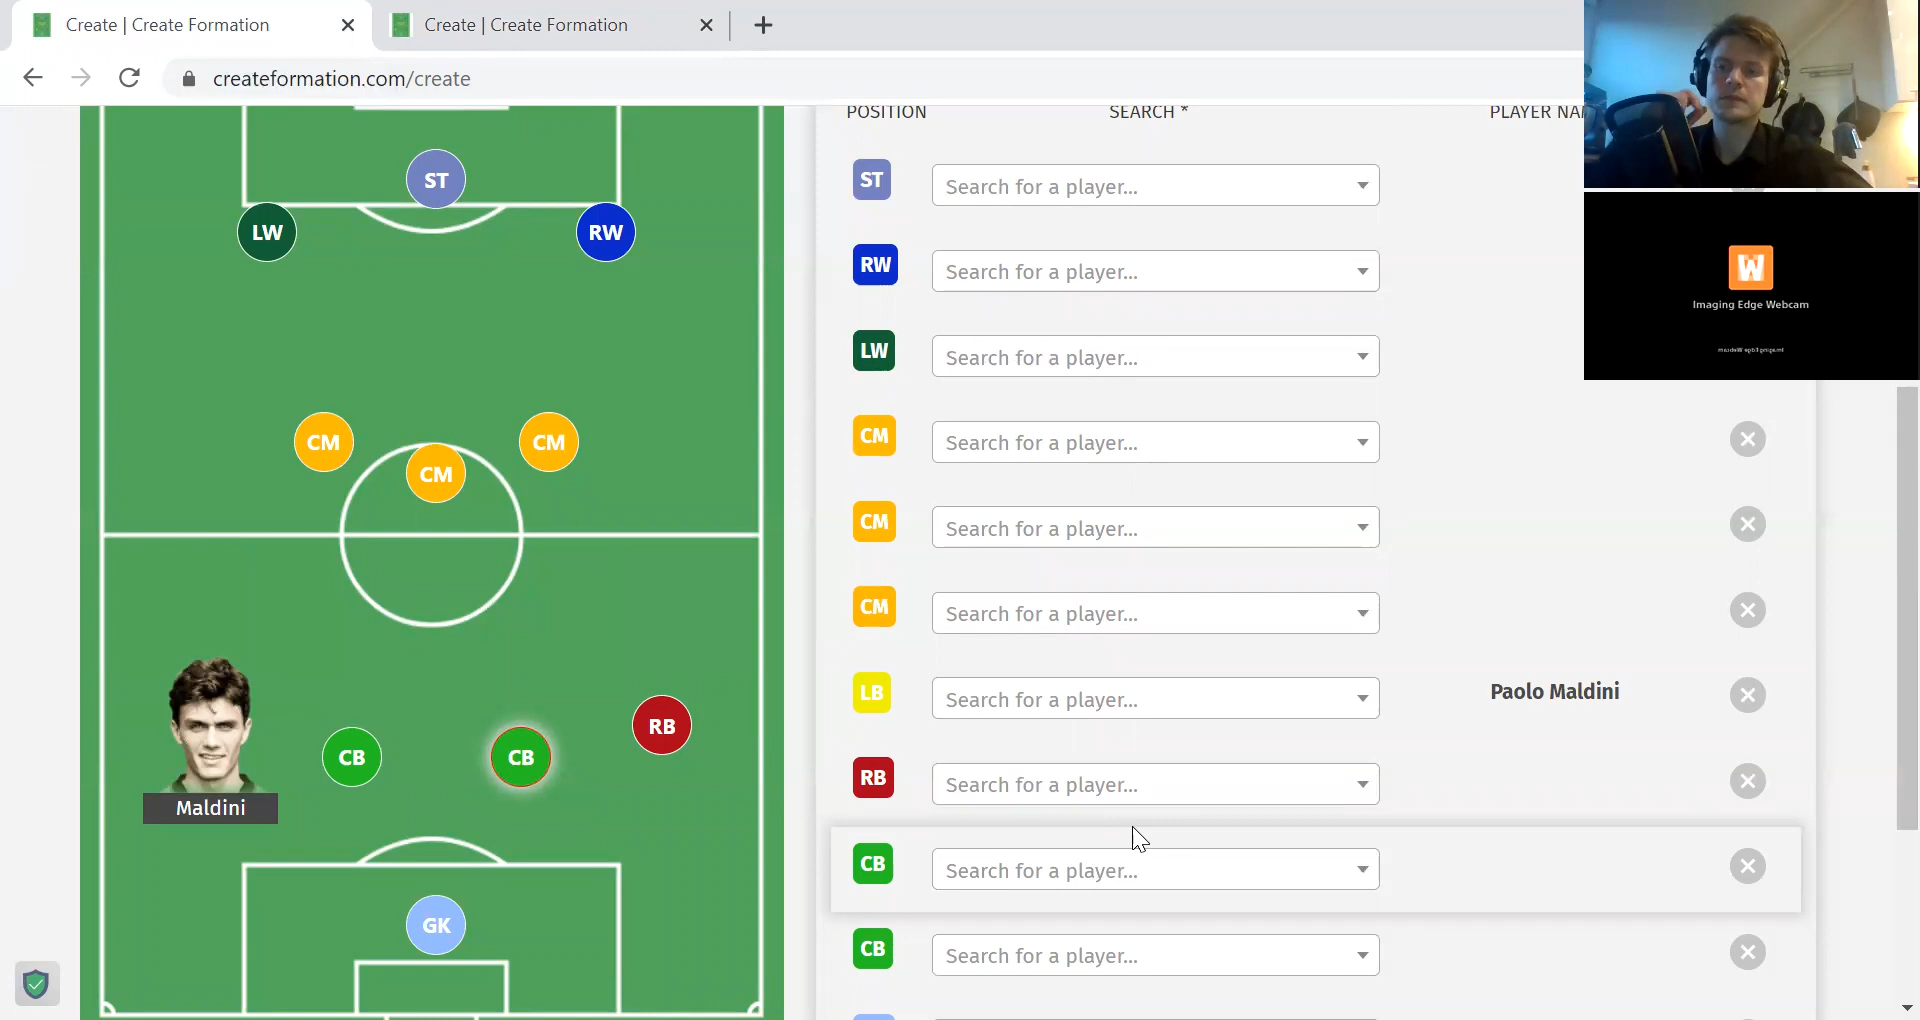 Create | Create Formation
Create | Create Formation
createformation.com/create
POSITION
SEARCH *
PLAYER
ST
LW
RW
CM
CM
CM
Maldini
CB
CB
RB
GK
ST
Search for a player...
RW
Search for a player...
LW
Search for a player...
CM
Search for a player...
CM
Search for a player...
CM
Search for a player...
LB
Search for a player...
Paolo Maldini
RB
Search for a player...
CB
Search for a player...
CB
Search for a player...
W
Imaging Edge Webcam